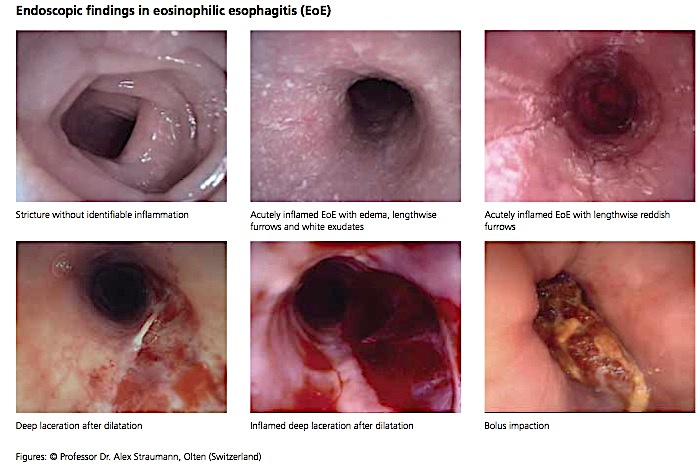 Endoscopic findings in eosinophilic esophagitis (EoE)
Stricture without identifiable inflammation
Acutely inflamed EoE with edema, lengthwise
furrows and white exudates
Acutely inflamed EoE with lengthwise reddish
furrows
Deep laceration after dilatation
Inflamed deep laceration after dilatation
Bolus impaction
Figures: © Professor Dr. Alex Straumann, Olten (Switzerland)